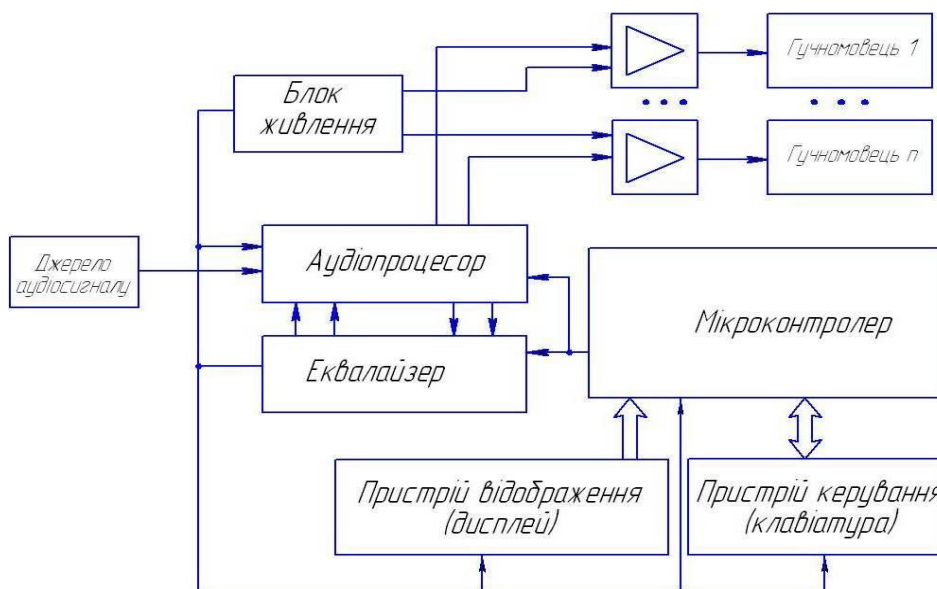 Гучномовець 1
Блок
живлення
Гучномовець n
Аудіопроцесор
Джерело
аудіосигналу
Мікроконтролер
Еквалайзер
Пристрій відображення
(дисплей)
Пристрій керування
(клавіатура)